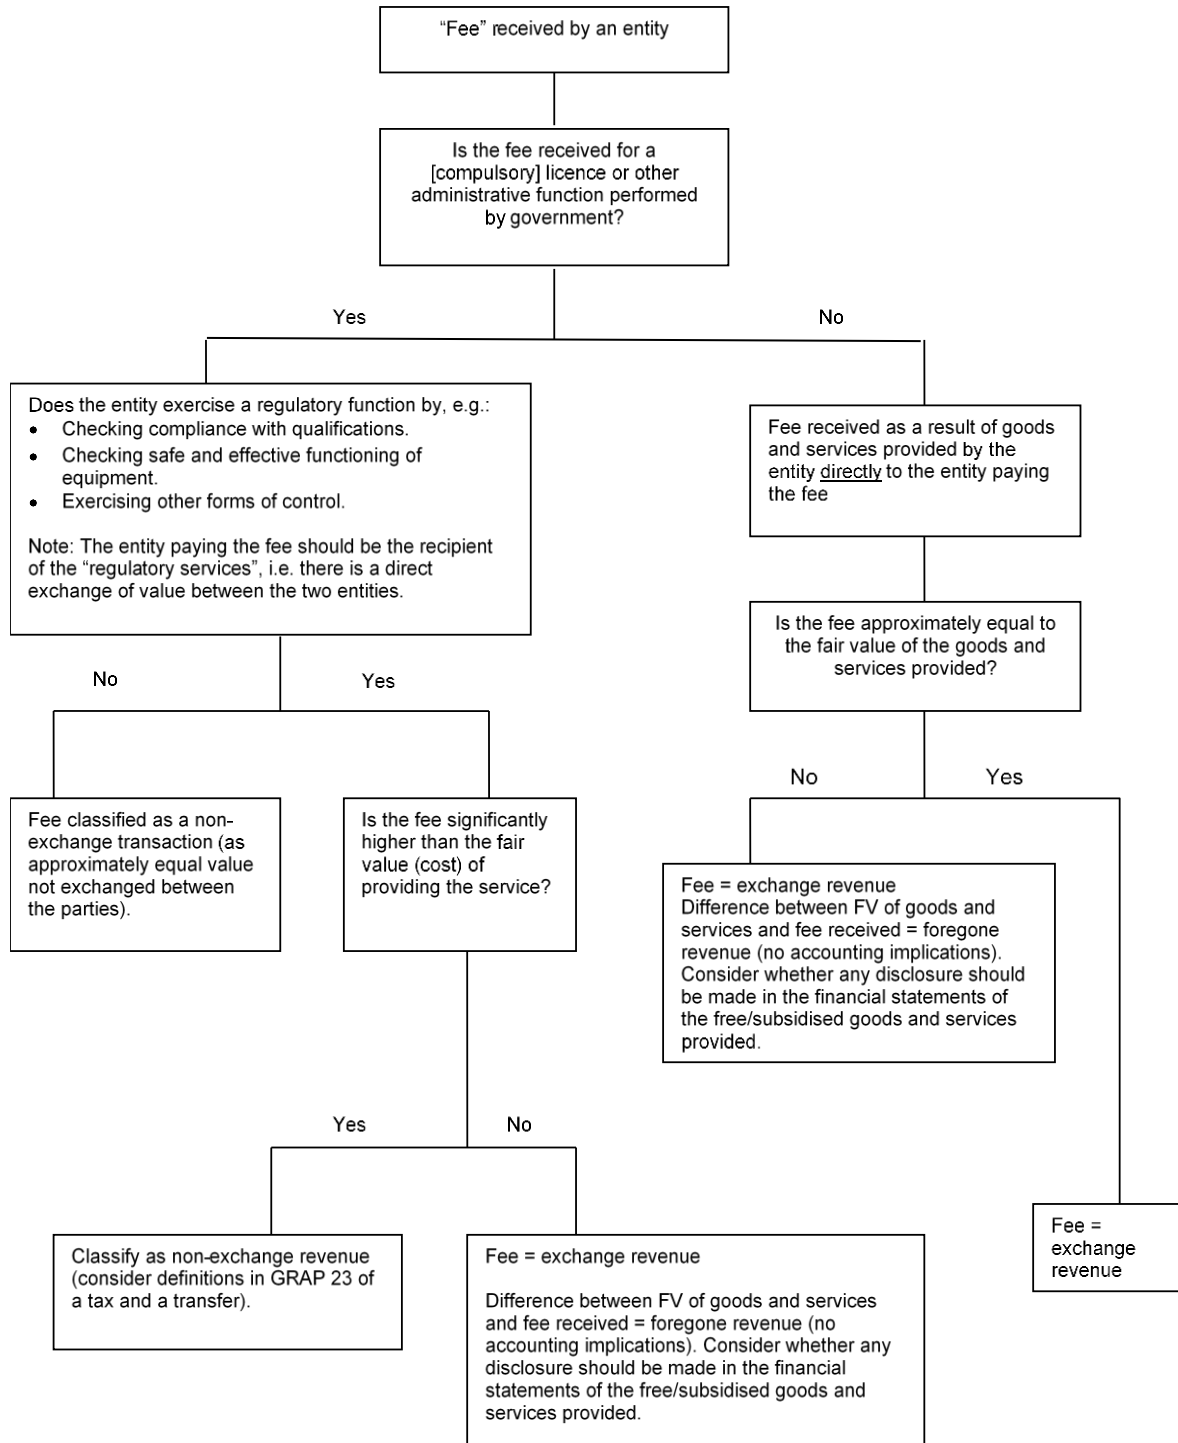 “Fee” received by an entity
Is the fee received for a
[compulsory] licence or other
administrative function performed
by government?
Yes
No
Does the entity exercise a regulatory function by, e.g.:
• Checking compliance with qualifications.
• Checking safe and effective functioning of
equipment.
• Exercising other forms of control.
Note: The entity paying the fee should be the recipient
of the “regulatory services”, i.e. there is a direct
exchange of value between the two entities.
Fee received as a result of goods
and services provided by the
entity directly to the entity paying
the fee
Is the fee approximately equal to
the fair value of the goods and
services provided?
No
Yes
No
Yes
Fee classified as a non-
exchange transaction (as
approximately equal value
not exchanged between
the parties).
Is the fee significantly
higher than the fair
value (cost) of
providing the service?
Fee = exchange revenue
Difference between FV of goods and
services and fee received = foregone
revenue (no accounting implications).
Consider whether any disclosure should
be made in the financial statements of
the free/subsidised goods and services
provided.
Yes
No
Classify as non-exchange revenue
(consider definitions in GRAP 23 of
a tax and a transfer).
Fee = exchange revenue
Difference between FV of goods and services
and fee received = foregone revenue (no
accounting implications). Consider whether any
disclosure should be made in the financial
statements of the free/subsidised goods and
services provided.
Fee =
exchange
revenue